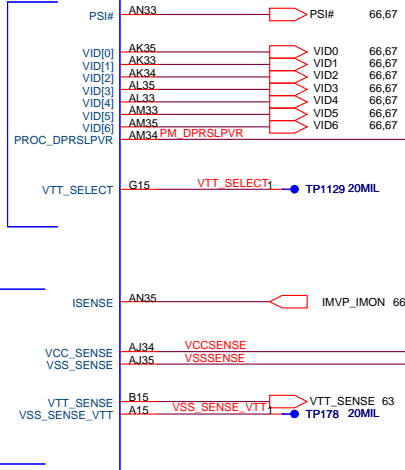 PSI# AN33 PSI# 66,67
VID[0] AK35 VID0 66,67
VID[1] AK33 VID1 66,67
VID[2] AK34 VID2 66,67
VID[3] AL35 VID3 66,67
VID[4] AL33 VID4 66,67
VID[5] AM33 VID5 66,67
VID[6] AM35 VID6 66,67
PROC_DPRSLPVR AM34 PM_DPRSLPVR
VTT_SELECT G15 VTT_SELECT 1 TP1129 20MIL
ISENSE AN35 IMVP_IMON 66
VCC_SENSE AJ34 VCCSENSE
VSS_SENSE AJ35 VSSSENSE
VTT_SENSE B15 VTT_SENSE 63
VSS_SENSE_VTT A15 VSS_SENSE_VTT 1 TP178 20MIL